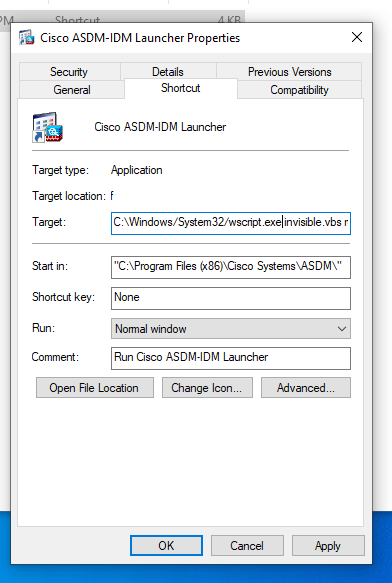 PM Shortcut 4 KB
Cisco ASDM-IDM Launcher Properties
Security Details Previous Versions
General Shortcut Compatibility
Cisco ASDM-IDM Launcher
Target type: Application
Target location: f
Target: C:\Windows/System32/wscript.exe invisible.vbs r
Start in: "C:\Program Files (x86)\Cisco Systems\ASDM\"
Shortcut key: None
Run: Normal window
Comment: Run Cisco ASDM-IDM Launcher
Open File Location Change Icon... Advanced...
OK Cancel Apply